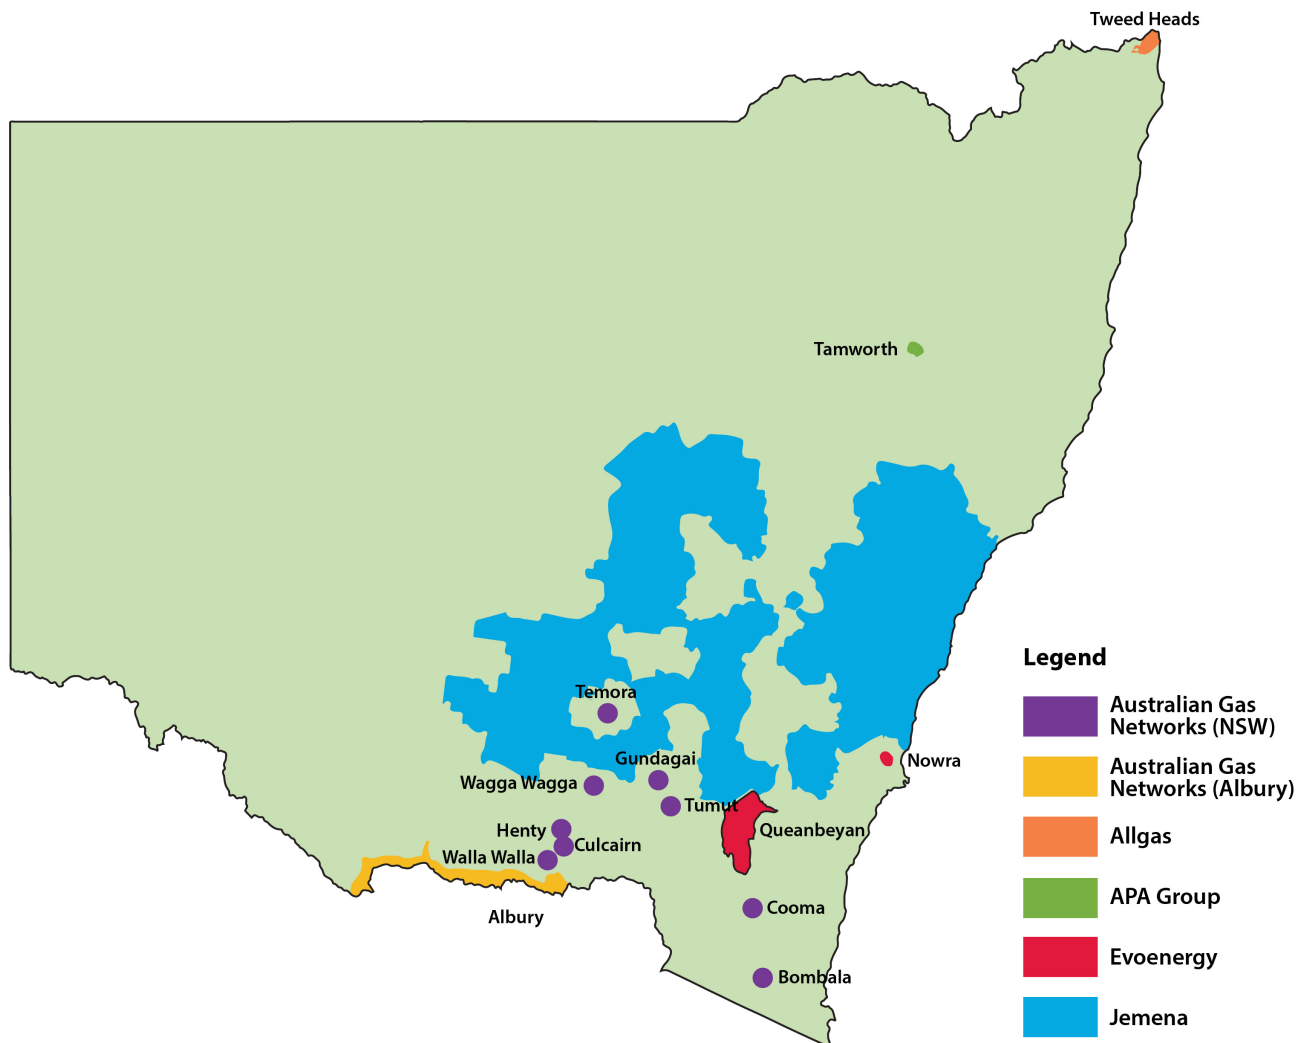 Tweed Heads
Tamworth
Temora
Gundagai
Nowra
Wagga Wagga
Tumut
Henty
Queanbeyan
Culcairn
Walla Walla
Albury
Cooma
Bombala
Legend
Australian Gas
Networks (NSW)
Australian Gas
Networks (Albury)
Allgas
APA Group
Evoenergy
Jemena